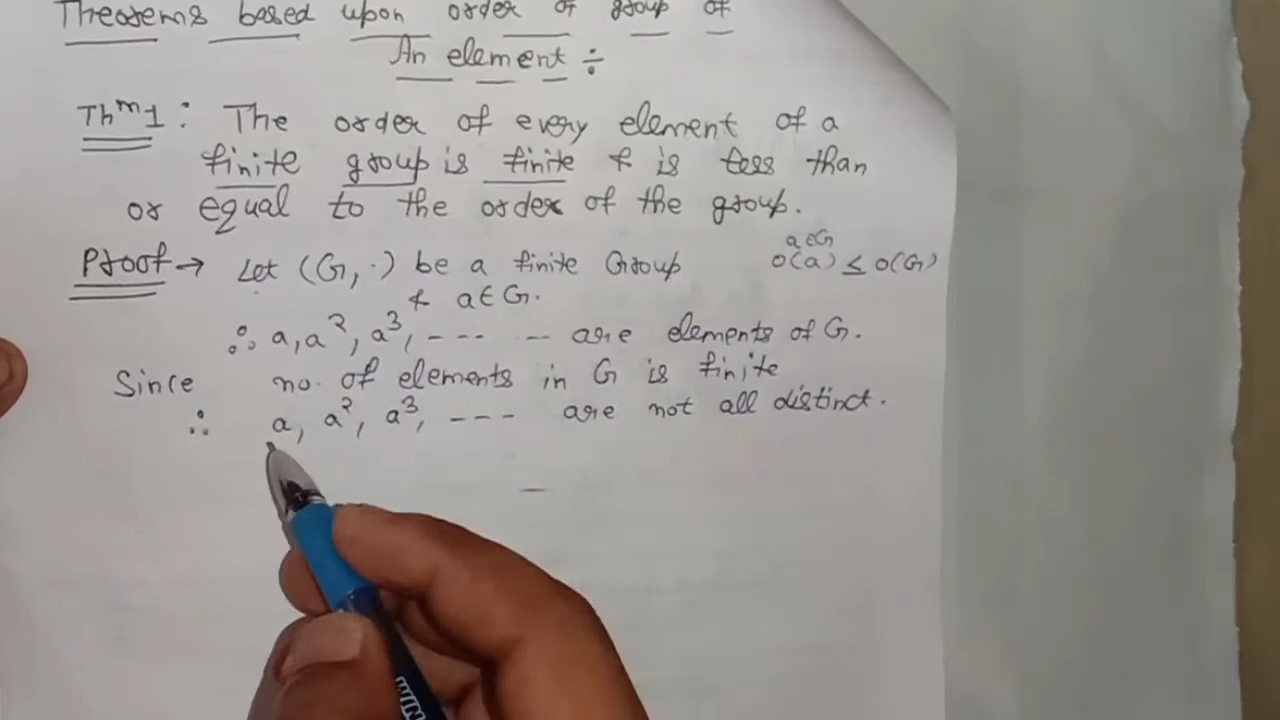 Theorems based upon order of group of
An element ÷
Thm1: The order of every element of a
finite group is finite & is less than
or equal to the order of the group.
Proof → Let (G, ·) be a finite Group
a∈G
o(a) ≤ o(G)
& a∈G.
∴ a, a², a³, --- -- are elements of G.
Since no. of elements in G is finite
∴ a, a², a³, --- are not all distinct.
WIN